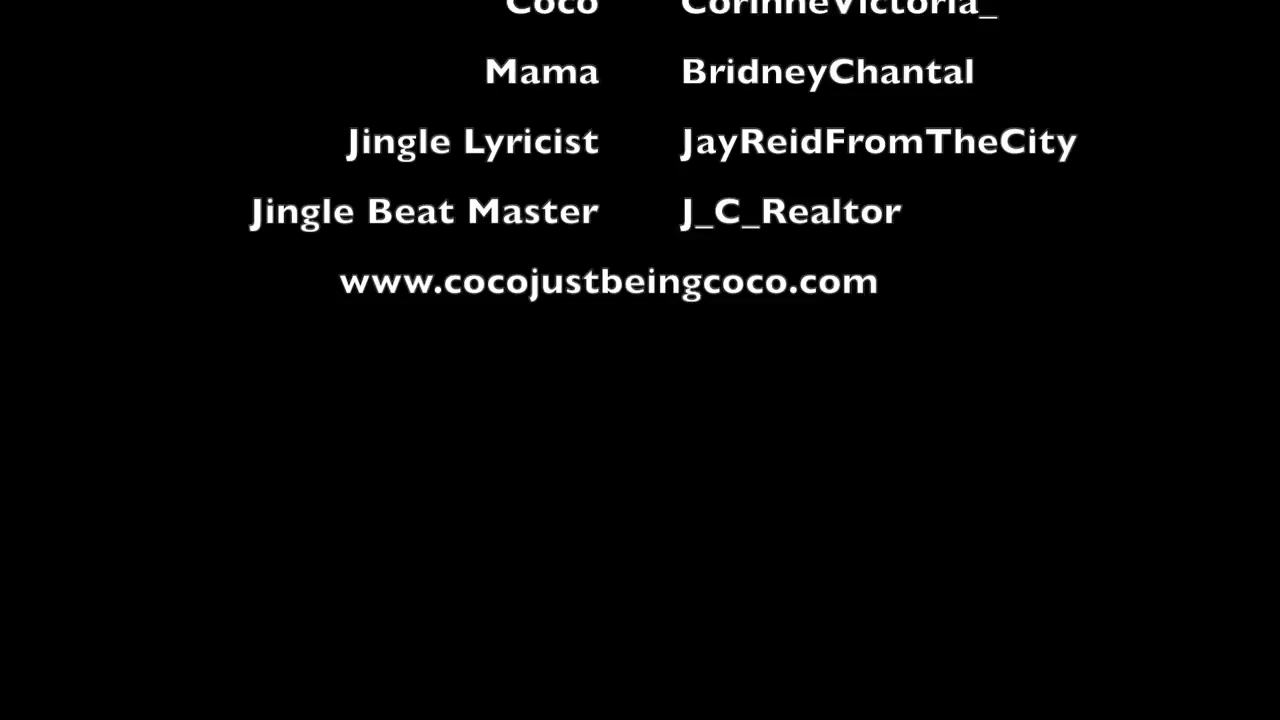 Coco CorinneVictoria_
Mama BridneyChantal
Jingle Lyricist JayReidFromTheCity
Jingle Beat Master J_C_Realtor
www.cocojustbeingcoco.com